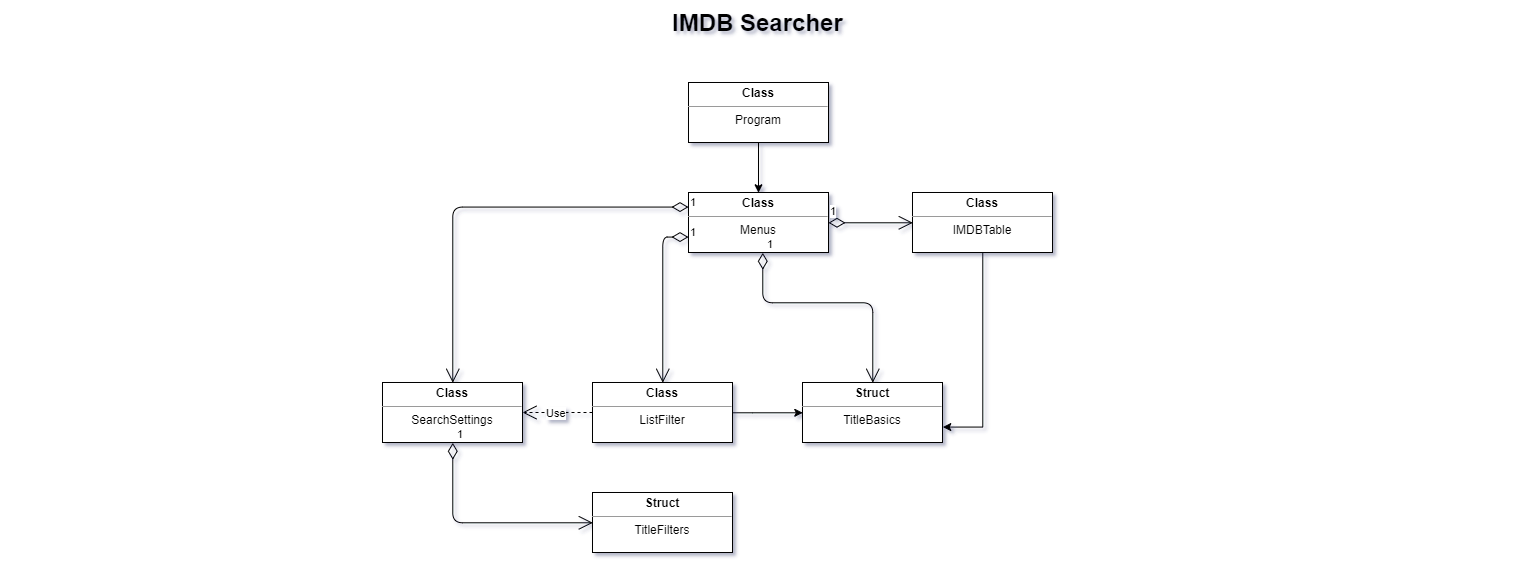 IMDB Searcher
Class
Program
1
Class
Menus
1
1
1
Class
IMDBTable
Class
SearchSettings
1
Use
Class
ListFilter
Struct
TitleBasics
Struct
TitleFilters